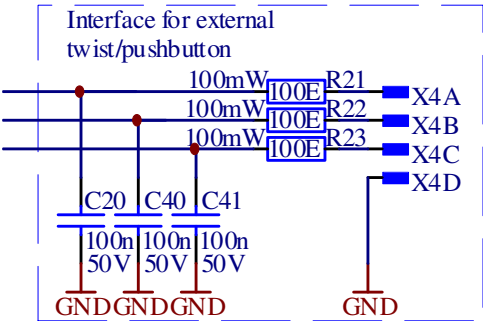 Interface for external
twist/pushbutton
100mW 100E R21 X4A
100mW 100E R22 X4B
100mW 100E R23 X4C
X4D
C20 C40 C41
100n 100n 100n
50V 50V 50V
GND GND GND GND